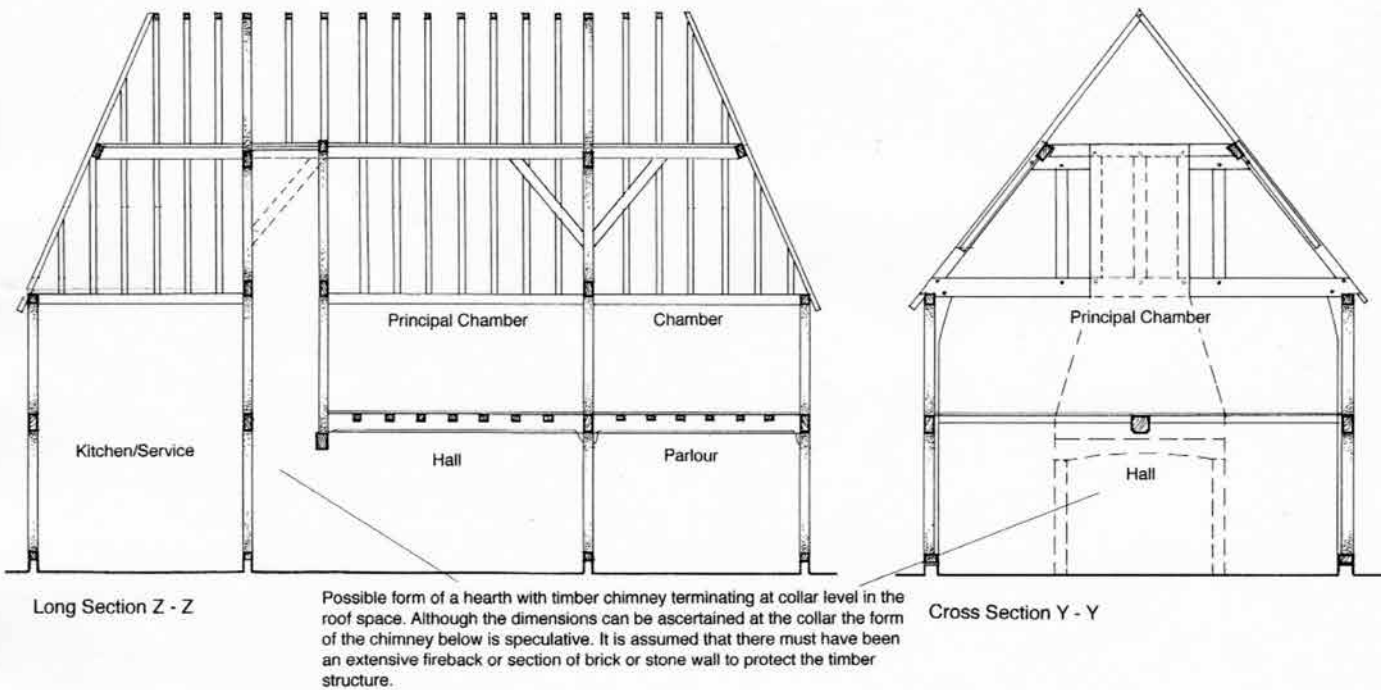 Principal Chamber
Chamber
Kitchen/Service
Hall
Parlour
Principal Chamber
Hall
Long Section Z - Z
Possible form of a hearth with timber chimney terminating at collar level in the
roof space. Although the dimensions can be ascertained at the collar the form
of the chimney below is speculative. It is assumed that there must have been
an extensive fireback or section of brick or stone wall to protect the timber
structure.
Cross Section Y - Y